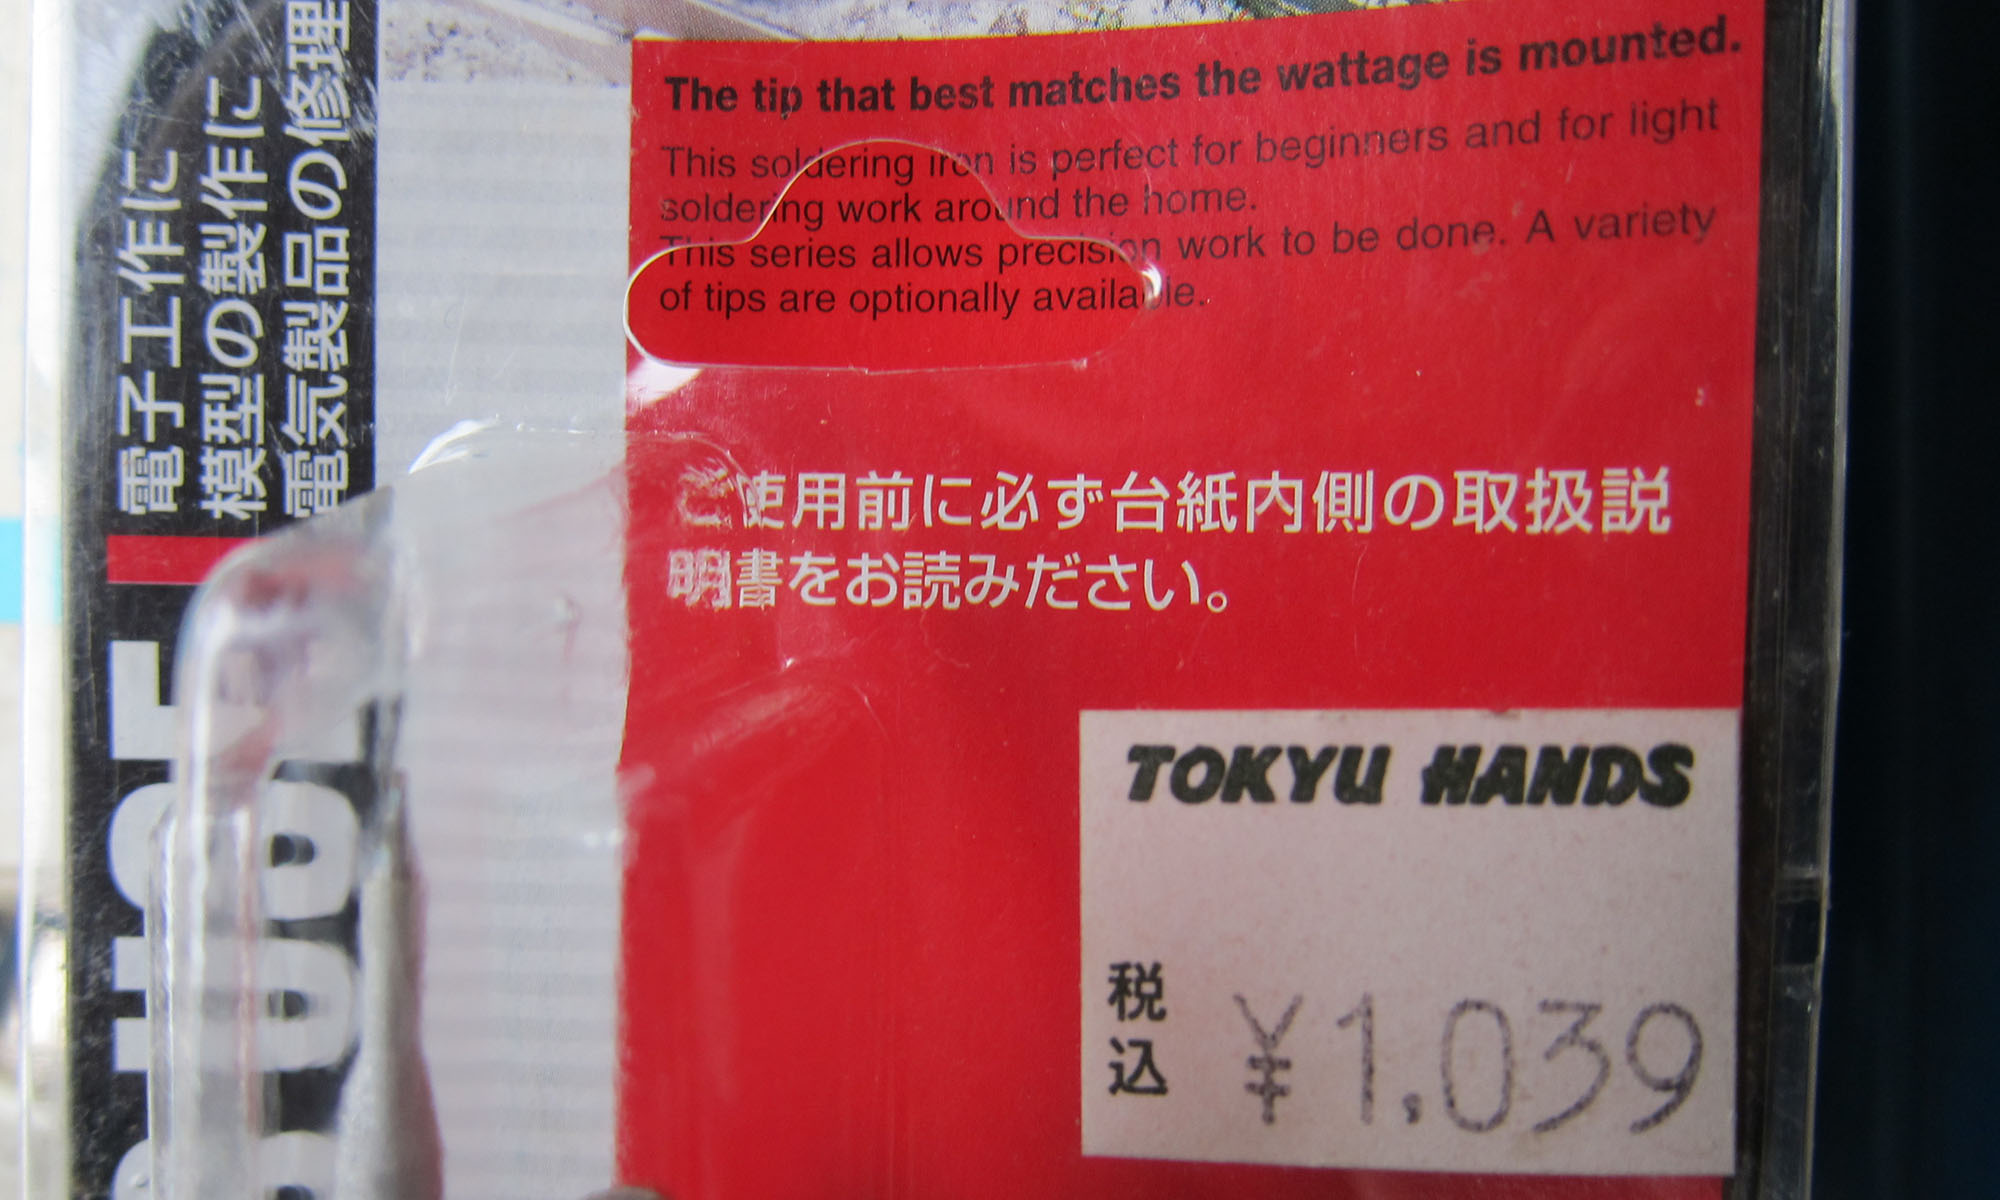 電子工作に
模型の製作に
電気製品の修理
The tip that best matches the wattage is mounted.
This soldering iron is perfect for beginners and for light
soldering work around the home.
This series allows precision work to be done. A variety
of tips are optionally available.
ご使用前に必ず台紙内側の取扱説
明書をお読みください。
TOKYU HANDS
税込
¥1.039